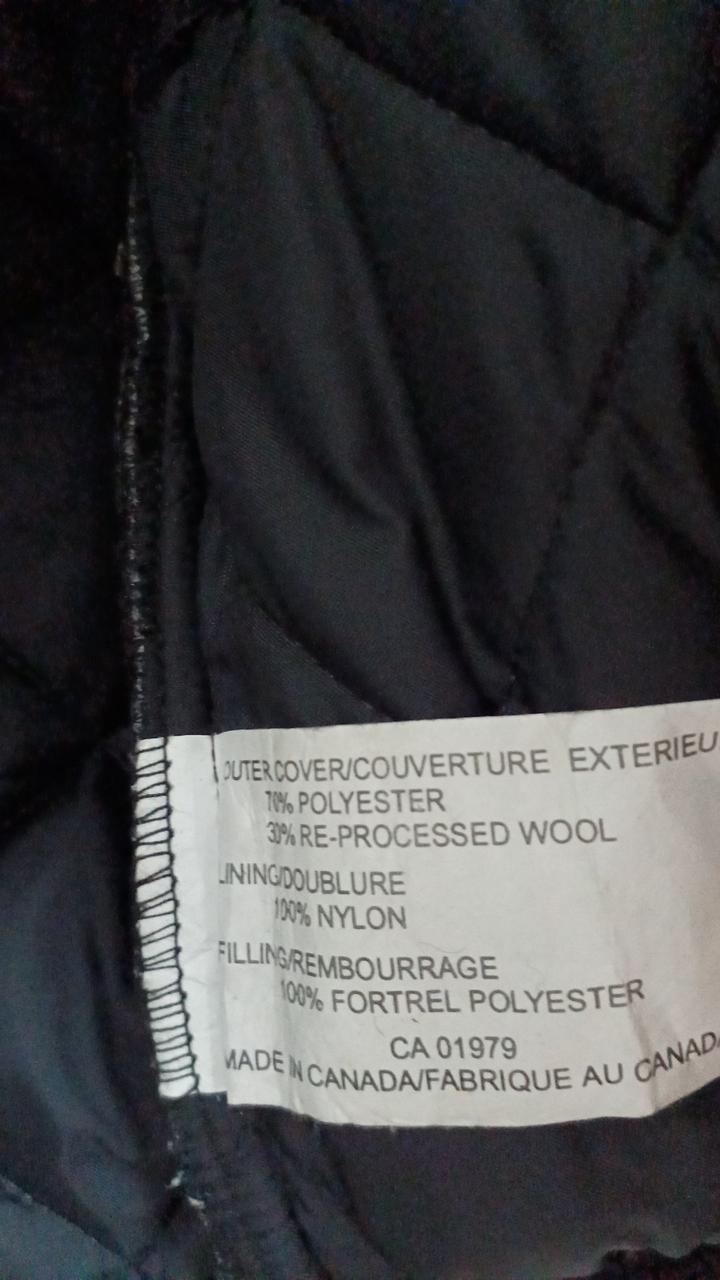 OUTER COVER/COUVERTURE EXTERIEU
70% POLYESTER
30% RE-PROCESSED WOOL
LINING/DOUBLURE
100% NYLON
FILLING/REMBOURRAGE
100% FORTREL POLYESTER
CA 01979
MADE IN CANADA/FABRIQUE AU CANADA